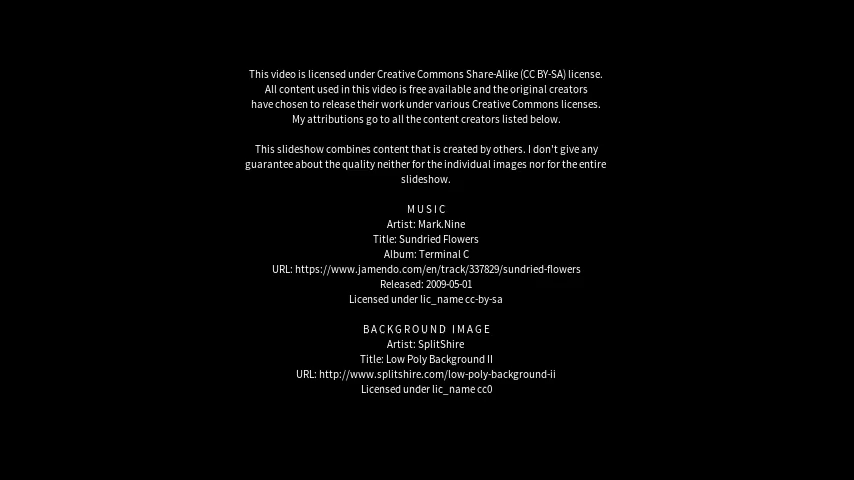 This video is licensed under Creative Commons Share-Alike (CC BY-SA) license.
All content used in this video is free available and the original creators
have chosen to release their work under various Creative Commons licenses.
My attributions go to all the content creators listed below.
This slideshow combines content that is created by others. I don't give any
guarantee about the quality neither for the individual images nor for the entire
slideshow.
MUSIC
Artist: Mark.Nine
Title: Sundried Flowers
Album: Terminal C
URL: https://www.jamendo.com/en/track/337829/sundried-flowers
Released: 2009-05-01
Licensed under lic_name cc-by-sa
BACKGROUND IMAGE
Artist: SplitShire
Title: Low Poly Background II
URL: http://www.splitshire.com/low-poly-background-ii
Licensed under lic_name cc0